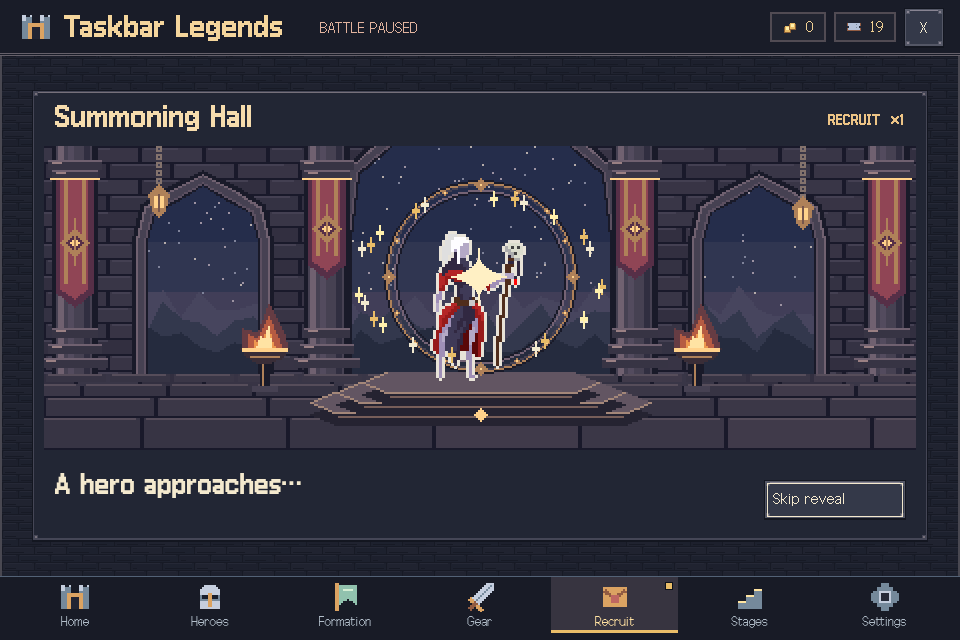 Taskbar Legends
BATTLE PAUSED
0
19
X
Summoning Hall
RECRUIT ×1
A hero approaches…
Skip reveal
Home
Heroes
Formation
Gear
Recruit
Stages
Settings